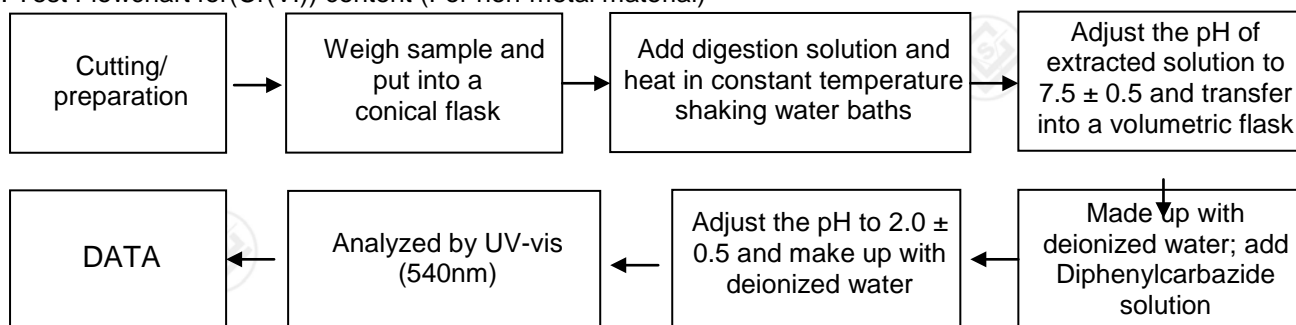 Test Flowchart for(Cr(VI)) content (For non-metal material)
Cutting/
preparation
Weigh sample and
put into a
conical flask
Add digestion solution and
heat in constant temperature
shaking water baths
Adjust the pH of
extracted solution to
7.5 ± 0.5 and transfer
into a volumetric flask
Made up with
deionized water; add
Diphenylcarbazide
solution
Adjust the pH to 2.0 ±
0.5 and make up with
deionized water
Analyzed by UV-vis
(540nm)
DATA